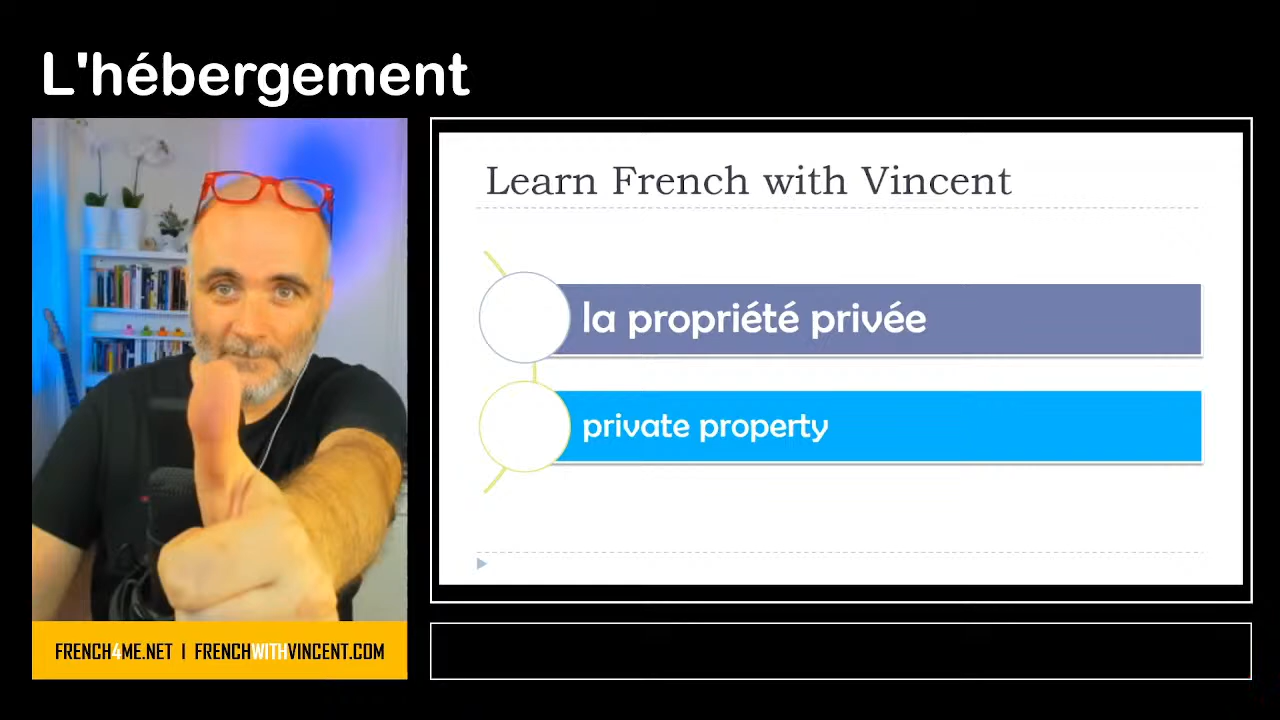 L'hébergement
Learn French with Vincent
la propriété privée
private property
FRENCH4ME.NET I FRENCHWITHVINCENT.COM